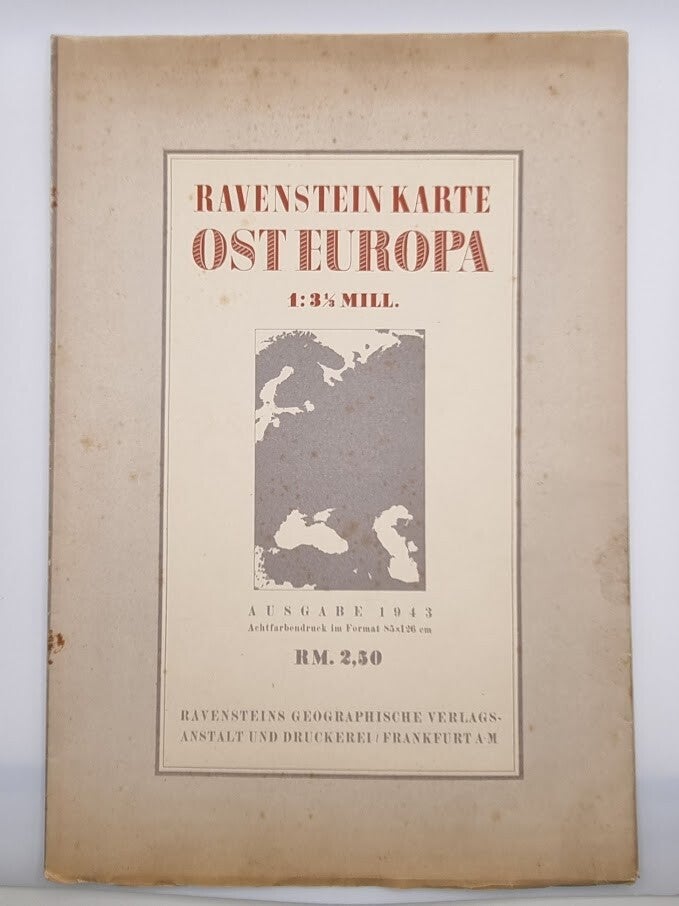 RAVENSTEIN KARTE
OST EUROPA
1:3⅓ MILL.
AUSGABE 1943
Achtfarbendruck im Format 85x126 cm
RM. 2,50
RAVENSTEINS GEOGRAPHISCHE VERLAGS-
ANSTALT UND DRUCKEREI / FRANKFURT A·M